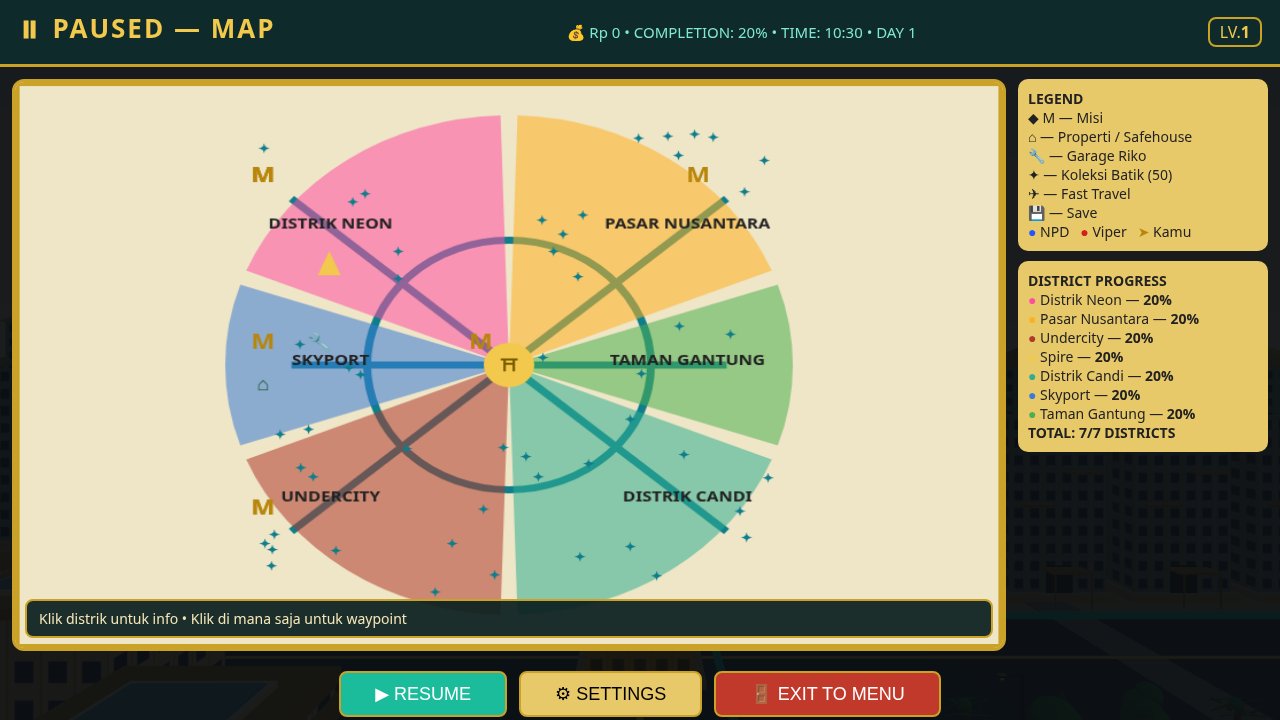 ⏸ PAUSED — MAP
💰 Rp 0 • COMPLETION: 20% • TIME: 10:30 • DAY 1
LV.1
M
M
DISTRIK NEON
PASAR NUSANTARA
M
M
SKYPORT
TAMAN GANTUNG
M
UNDERCITY
DISTRIK CANDI
Klik distrik untuk info • Klik di mana saja untuk waypoint
LEGEND
◆ M — Misi
⌂ — Properti / Safehouse
🔧 — Garage Riko
✦ — Koleksi Batik (50)
✈ — Fast Travel
💾 — Save
● NPD ● Viper ➤ Kamu
DISTRICT PROGRESS
● Distrik Neon — 20%
● Pasar Nusantara — 20%
● Undercity — 20%
● Spire — 20%
● Distrik Candi — 20%
● Skyport — 20%
● Taman Gantung — 20%
TOTAL: 7/7 DISTRICTS
▶ RESUME
⚙ SETTINGS
🚪 EXIT TO MENU